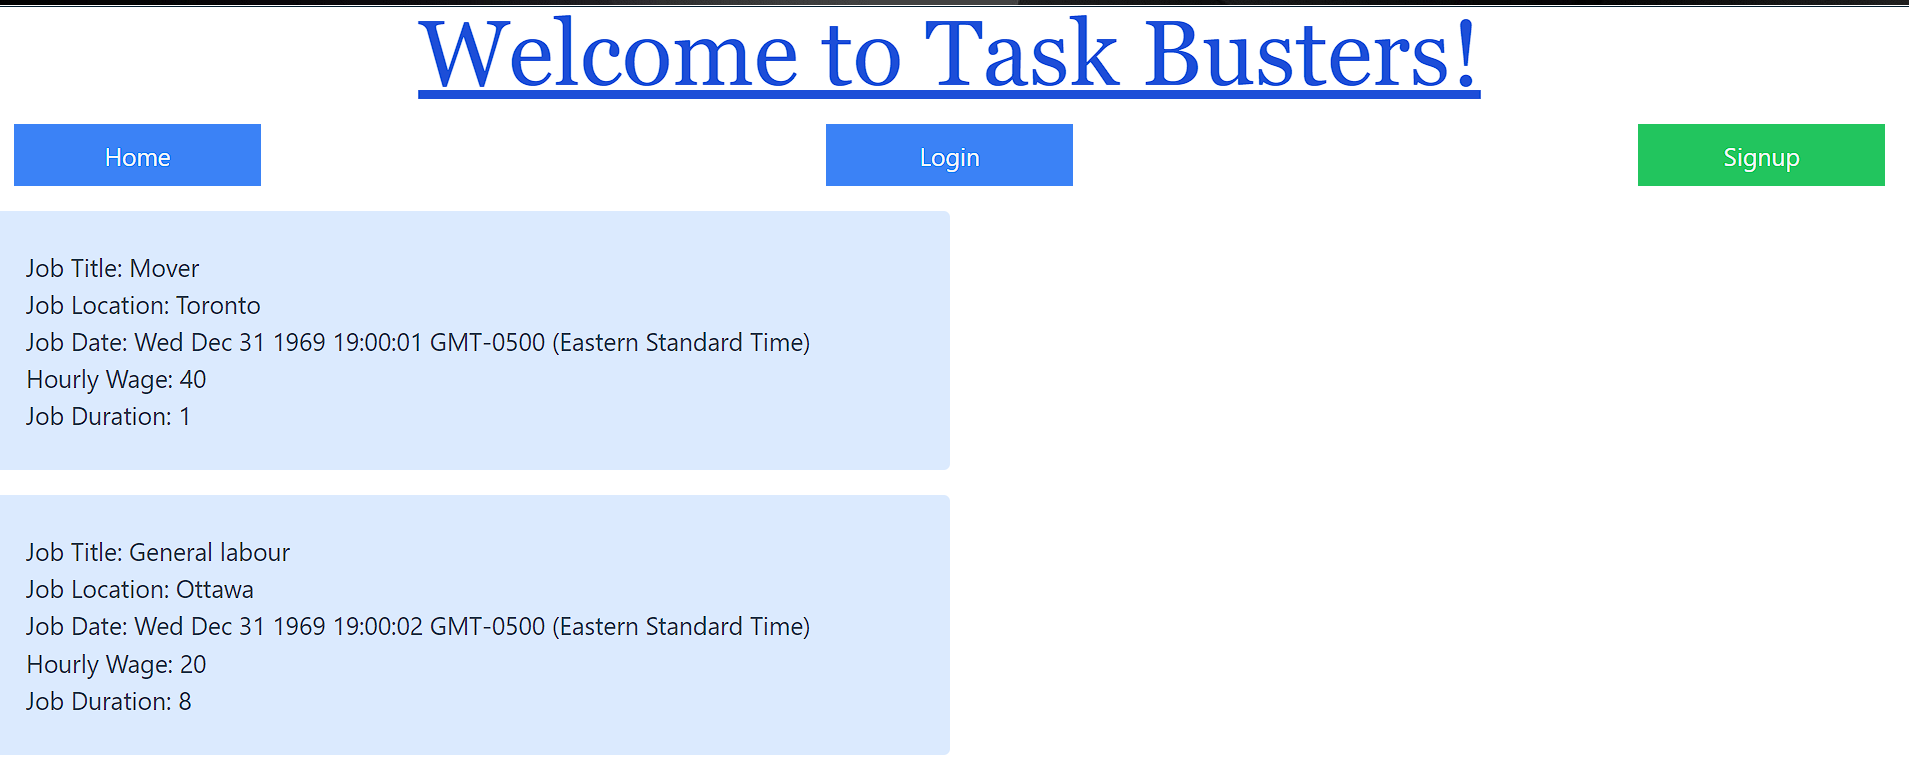 Welcome to Task Busters!
Home
Login
Signup
Job Title: Mover
Job Location: Toronto
Job Date: Wed Dec 31 1969 19:00:01 GMT-0500 (Eastern Standard Time)
Hourly Wage: 40
Job Duration: 1
Job Title: General labour
Job Location: Ottawa
Job Date: Wed Dec 31 1969 19:00:02 GMT-0500 (Eastern Standard Time)
Hourly Wage: 20
Job Duration: 8